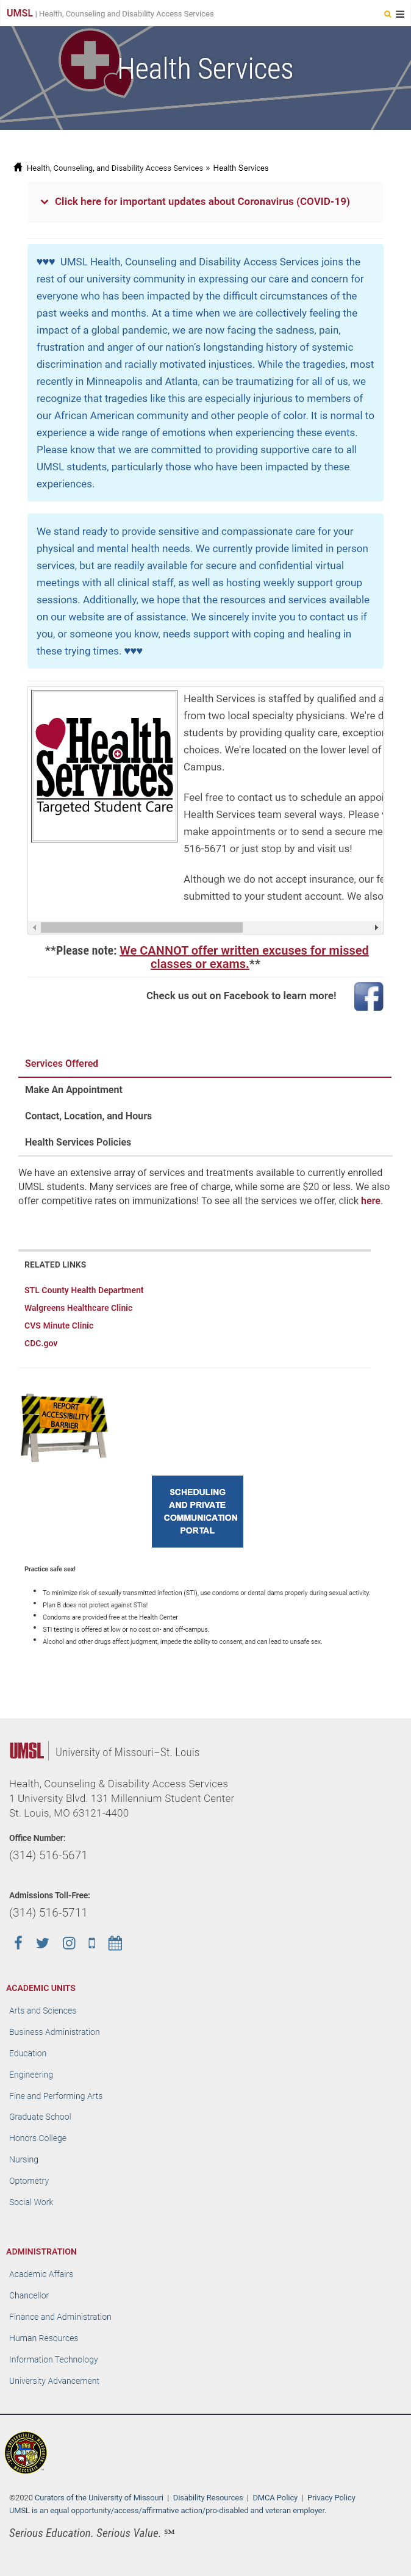 UMSL | Health, Counseling and Disability Access Services
Health Services
Health, Counseling, and Disability Access Services » Health Services
Click here for important updates about Coronavirus (COVID-19)
♥♥♥ UMSL Health, Counseling and Disability Access Services joins the
rest of our university community in expressing our care and concern for
everyone who has been impacted by the difficult circumstances of the
past weeks and months. At a time when we are collectively feeling the
impact of a global pandemic, we are now facing the sadness, pain,
frustration and anger of our nation's longstanding history of systemic
discrimination and racially motivated injustices. While the tragedies, most
recently in Minneapolis and Atlanta, can be traumatizing for all of us, we
recognize that tragedies like this are especially injurious to members of
our African American community and other people of color. It is normal to
experience a wide range of emotions when experiencing these events.
Please know that we are committed to providing supportive care to all
UMSL students, particularly those who have been impacted by these
experiences.
We stand ready to provide sensitive and compassionate care for your
physical and mental health needs. We currently provide limited in person
services, but are readily available for secure and confidential virtual
meetings with all clinical staff, as well as hosting weekly support group
sessions. Additionally, we hope that the resources and services available
on our website are of assistance. We sincerely invite you to contact us if
you, or someone you know, needs support with coping and healing in
these trying times. ♥♥♥
Health
Services
Targeted Student Care
Health Services is staffed by qualified and a
from two local specialty physicians. We're d
students by providing quality care, exception
choices. We're located on the lower level of
Campus.
Feel free to contact us to schedule an appoi
Health Services team several ways. Please
make appointments or to send a secure me
516-5671 or just stop by and visit us!
Although we do not accept insurance, our fe
submitted to your student account. We also
**Please note: We CANNOT offer written excuses for missed
classes or exams.**
Check us out on Facebook to learn more!
Services Offered
Make An Appointment
Contact, Location, and Hours
Health Services Policies
We have an extensive array of services and treatments available to currently enrolled
UMSL students. Many services are free of charge, while some are $20 or less. We also
offer competitive rates on immunizations! To see all the services we offer, click here.
RELATED LINKS
STL County Health Department
Walgreens Healthcare Clinic
CVS Minute Clinic
CDC.gov
REPORT
ACCESSIBILITY
BARRIER
SCHEDULING
AND PRIVATE
COMMUNICATION
PORTAL
Practice safe sex!
• To minimize risk of sexually transmitted infection (STI), use condoms or dental dams properly during sexual activity.
• Plan B does not protect against STIs!
• Condoms are provided free at the Health Center
• STI testing is offered at low or no cost on- and off-campus.
• Alcohol and other drugs affect judgment, impede the ability to consent, and can lead to unsafe sex.
UMSL | University of Missouri–St. Louis
Health, Counseling & Disability Access Services
1 University Blvd. 131 Millennium Student Center
St. Louis, MO 63121-4400
Office Number:
(314) 516-5671
Admissions Toll-Free:
(314) 516-5711
ACADEMIC UNITS
Arts and Sciences
Business Administration
Education
Engineering
Fine and Performing Arts
Graduate School
Honors College
Nursing
Optometry
Social Work
ADMINISTRATION
Academic Affairs
Chancellor
Finance and Administration
Human Resources
Information Technology
University Advancement
©2020 Curators of the University of Missouri | Disability Resources | DMCA Policy | Privacy Policy
UMSL is an equal opportunity/access/affirmative action/pro-disabled and veteran employer.
Serious Education. Serious Value. ℠